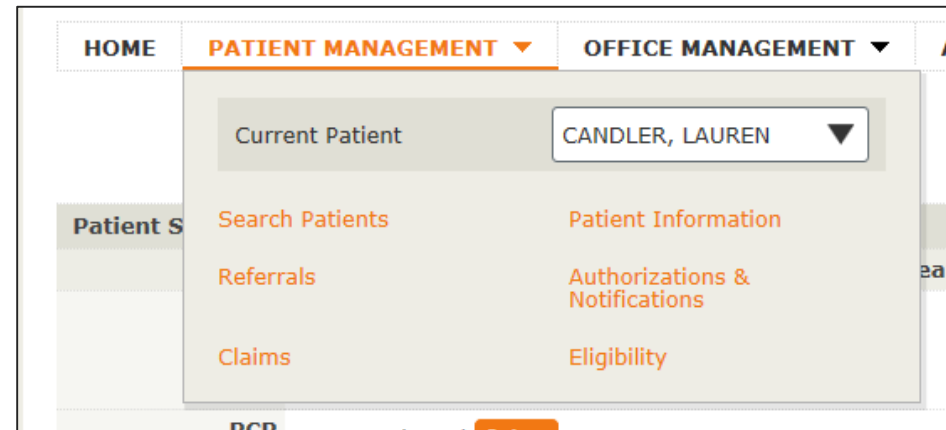 HOME PATIENT MANAGEMENT OFFICE MANAGEMENT
Current Patient CANDLER, LAUREN
Search Patients Patient Information
Patient S
Referrals Authorizations &
Notifications
Claims Eligibility